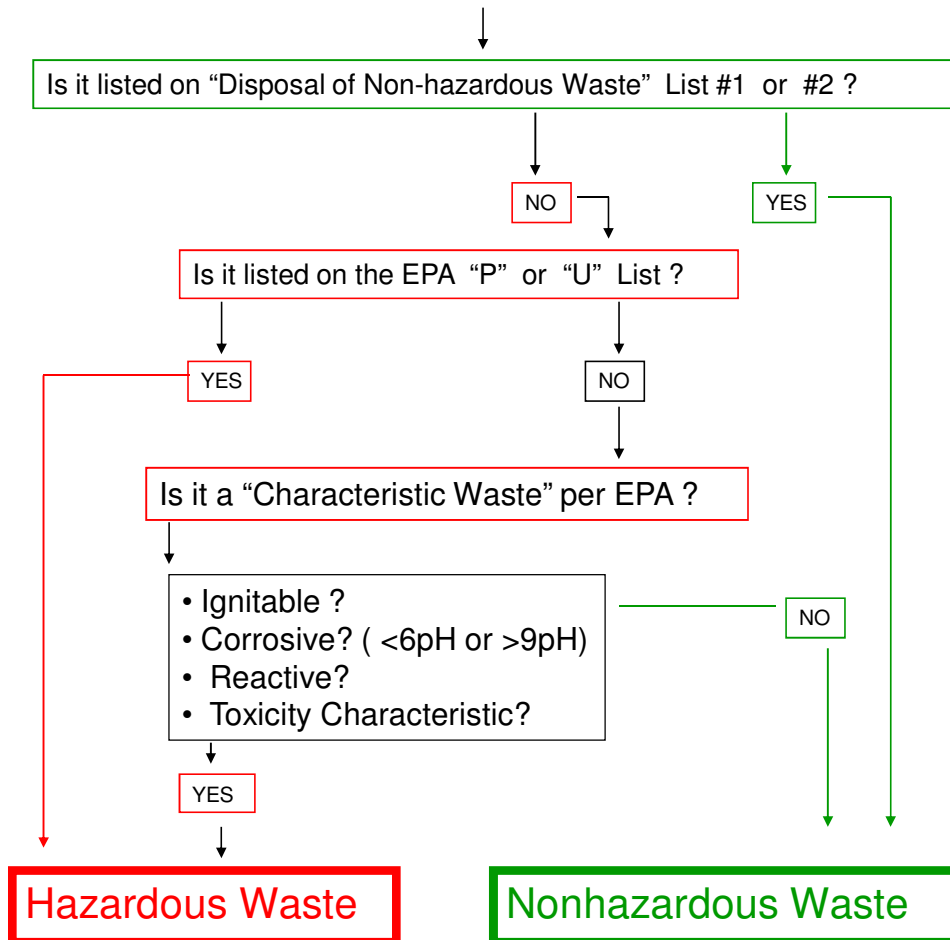 Is it listed on “Disposal of Non-hazardous Waste” List #1 or #2 ?
NO
YES
Is it listed on the EPA “P” or “U” List ?
YES
NO
Is it a “Characteristic Waste” per EPA ?
• Ignitable ?
• Corrosive? ( <6pH or >9pH)
• Reactive?
• Toxicity Characteristic?
NO
YES
Hazardous Waste
Nonhazardous Waste